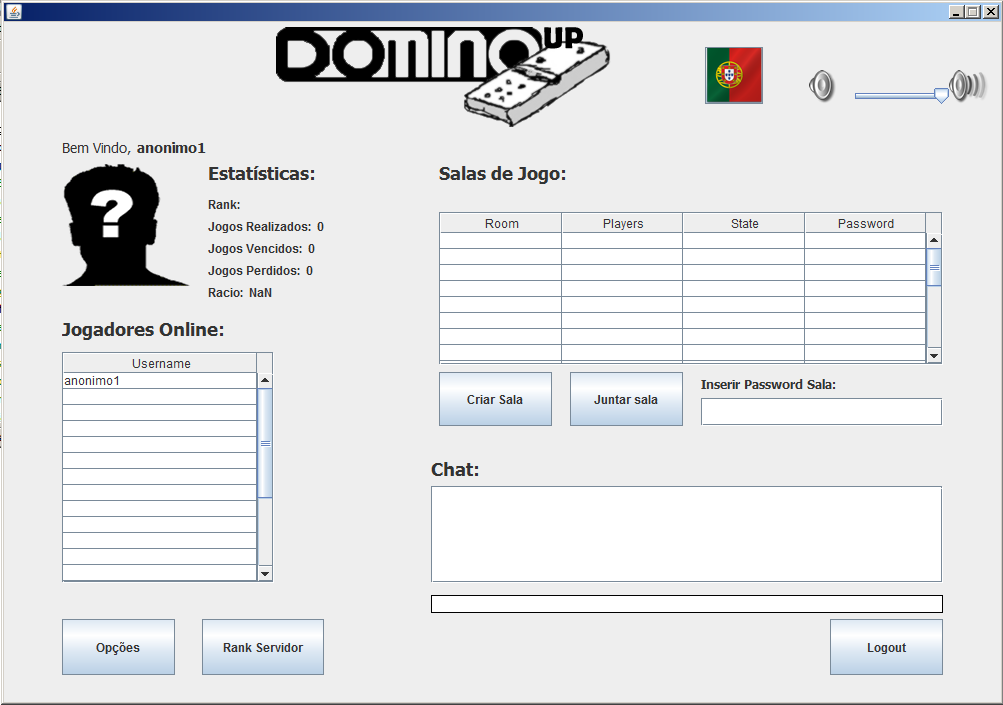 DOMINO UP
Bem Vindo, anonimo1
?
Estatísticas:
Rank:
Jogos Realizados: 0
Jogos Vencidos: 0
Jogos Perdidos: 0
Racio: NaN
Jogadores Online:
Username
anonimo1
Opções
Rank Servidor
Salas de Jogo:
Room Players State Password
Criar Sala
Juntar sala
Inserir Password Sala:
Chat:
Logout